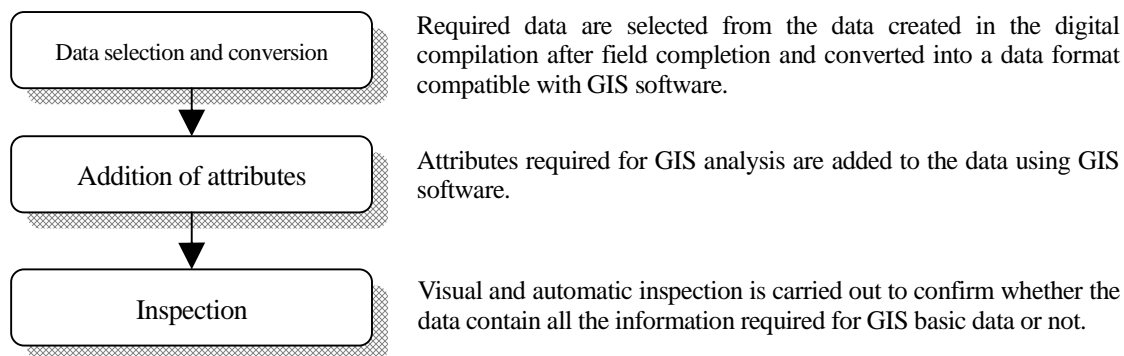 Data selection and conversion
Required data are selected from the data created in the digital
compilation after field completion and converted into a data format
compatible with GIS software.
Addition of attributes
Attributes required for GIS analysis are added to the data using GIS
software.
Inspection
Visual and automatic inspection is carried out to confirm whether the
data contain all the information required for GIS basic data or not.